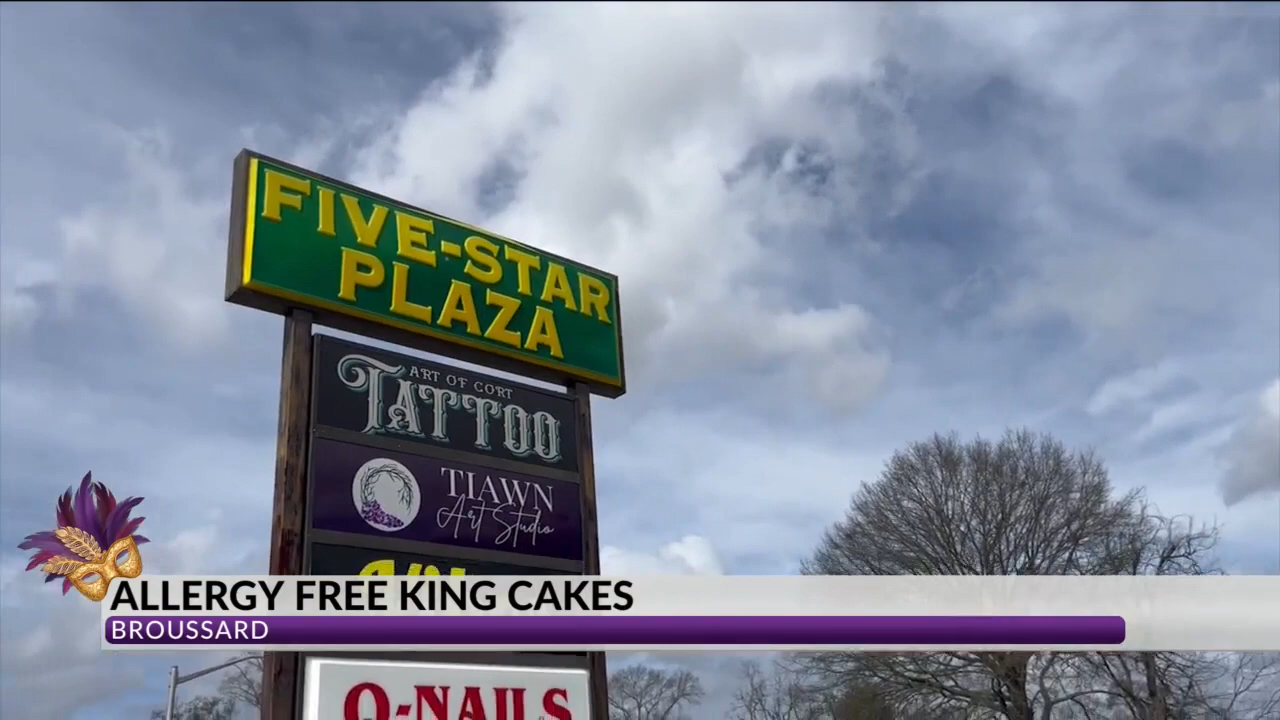 FIVE-STAR
PLAZA
ART OF CORT
TATTOO
TIAWN
Art Studio
ALLERGY FREE KING CAKES
BROUSSARD
Q-NAILS